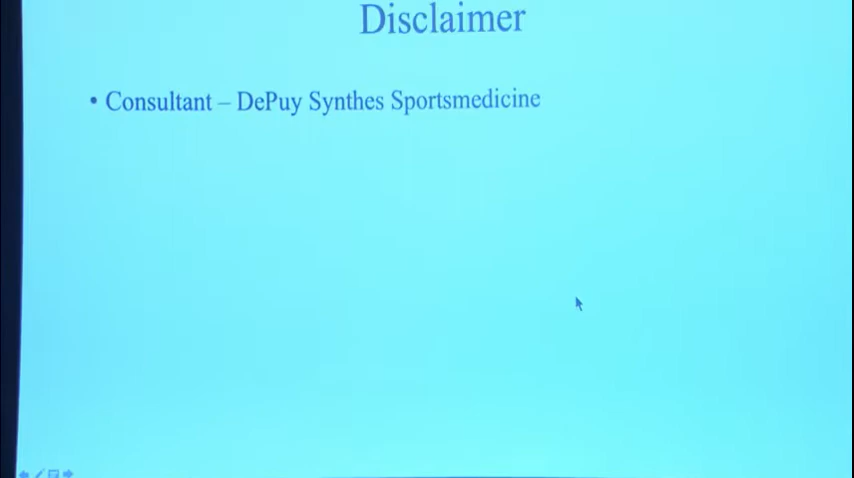 Disclaimer
• Consultant – DePuy Synthes Sportsmedicine